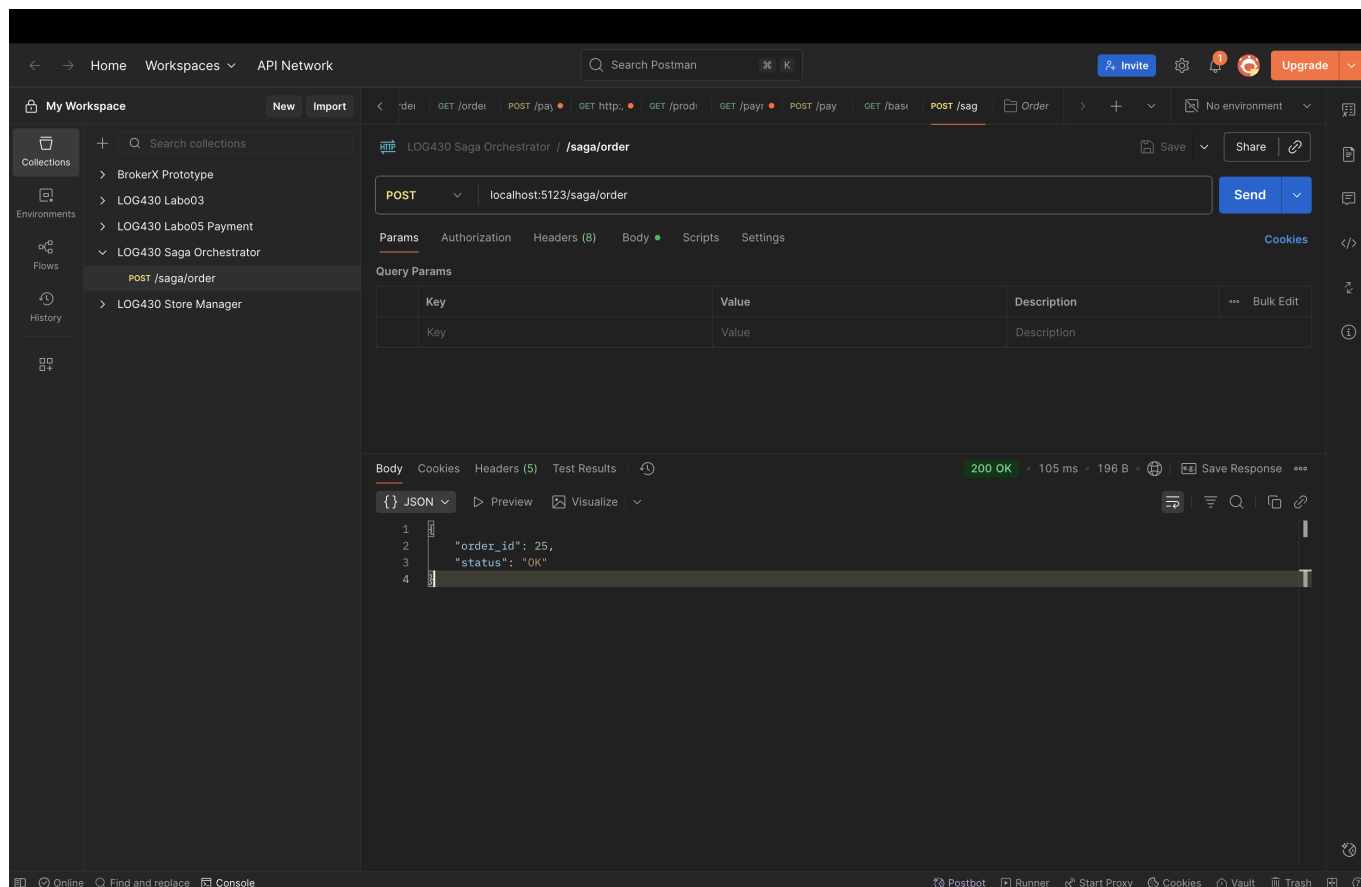 Home Workspaces API Network Search Postman ⌘ K Invite 1 Upgrade
My Workspace New Import
POST /pay GET http:, GET /prod GET /payr POST /pay GET /base POST /sag Order No environment
Collections
Search collections
HTTP LOG430 Saga Orchestrator / /saga/order Save Share
BrokerX Prototype
LOG430 Labo03
Environments
POST localhost:5123/saga/order Send
LOG430 Labo05 Payment
LOG430 Saga Orchestrator
Flows
Params Authorization Headers (8) Body Scripts Settings Cookies
POST /saga/order
Query Params
LOG430 Store Manager
History
Key Value Description Bulk Edit
Key Value Description
Body Cookies Headers (5) Test Results 200 OK 105 ms 196 B Save Response
{} JSON Preview Visualize
1 {
2 "order_id": 25,
3 "status": "OK"
4 }
Online Find and replace Console Postbot Runner Start Proxy Cookies Vault Trash